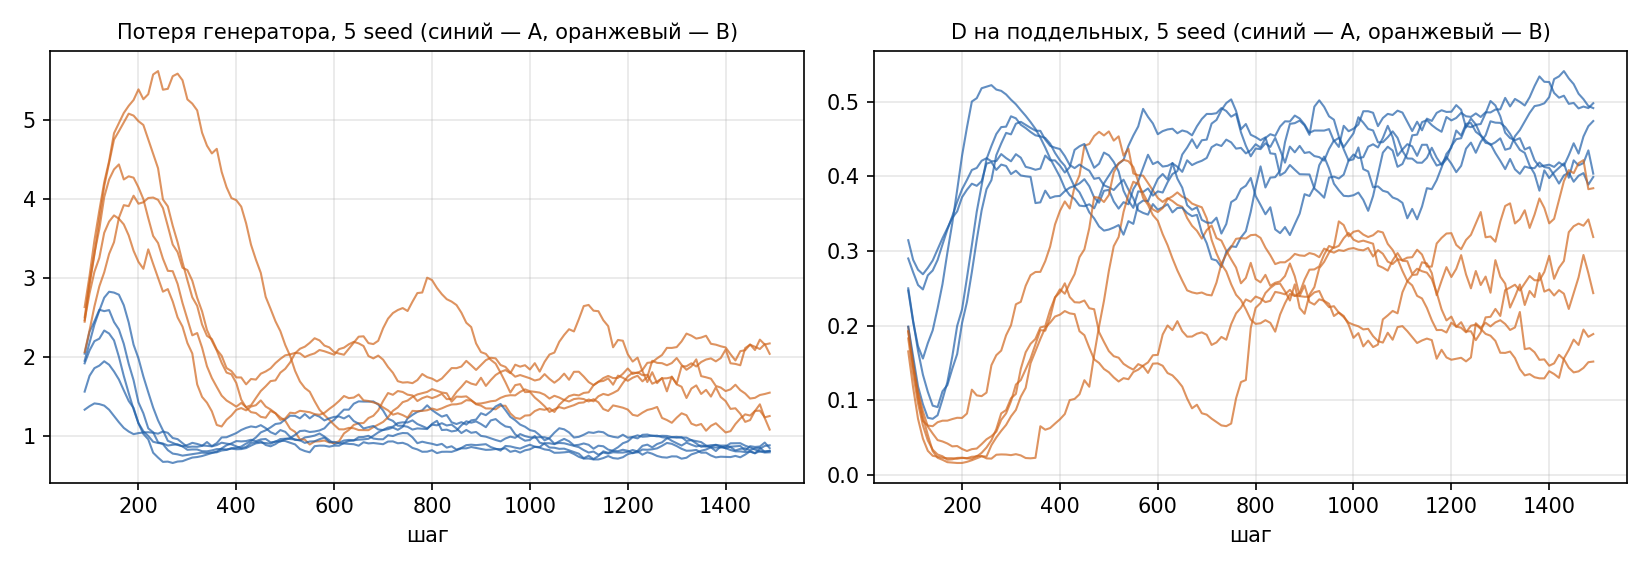 Потеря генератора, 5 seed (синий — A, оранжевый — B)
5
4
3
2
1
200 400 600 800 1000 1200 1400
шаг
D на поддельных, 5 seed (синий — A, оранжевый — B)
0.5
0.4
0.3
0.2
0.1
0.0
200 400 600 800 1000 1200 1400
шаг